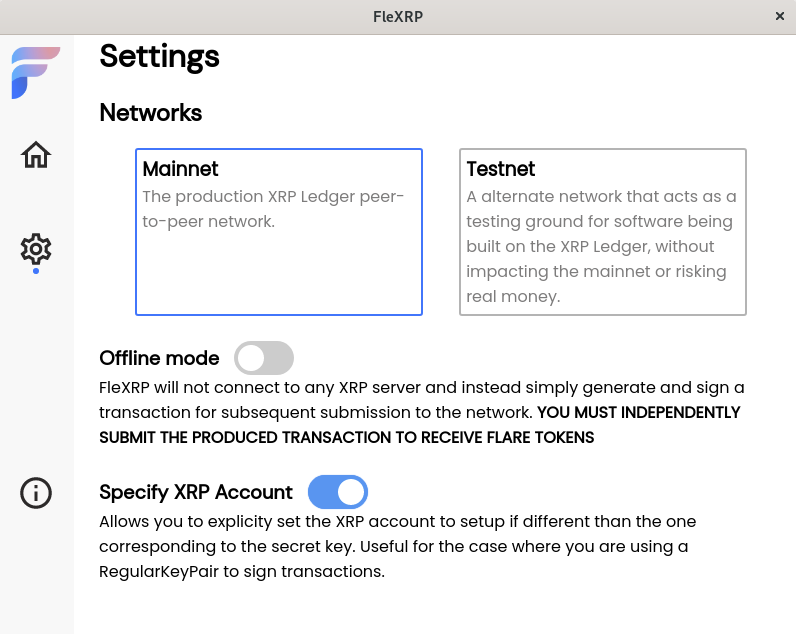 FleXRP
Settings
Networks
Mainnet
The production XRP Ledger peer-
to-peer network.
Testnet
A alternate network that acts as a
testing ground for software being
built on the XRP Ledger, without
impacting the mainnet or risking
real money.
Offline mode
FleXRP will not connect to any XRP server and instead simply generate and sign a
transaction for subsequent submission to the network. YOU MUST INDEPENDENTLY
SUBMIT THE PRODUCED TRANSACTION TO RECEIVE FLARE TOKENS
Specify XRP Account
Allows you to explicity set the XRP account to setup if different than the one
corresponding to the secret key. Useful for the case where you are using a
RegularKeyPair to sign transactions.